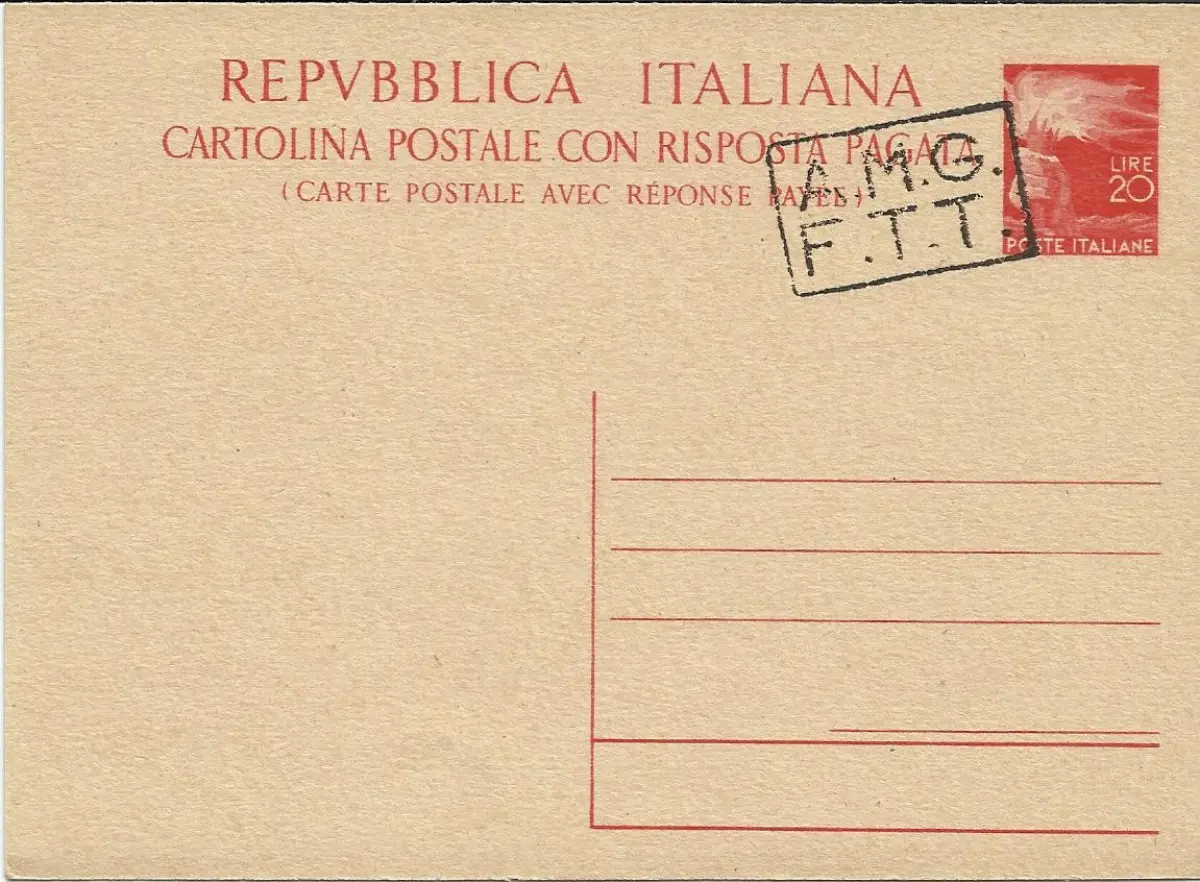 REPVBBLICA ITALIANA
CARTOLINA POSTALE CON RISPOSTA PAGATA
(CARTE POSTALE AVEC RÉPONSE PAYÉE)
A.M.G.
F.T.T.
LIRE
20
POSTE ITALIANE